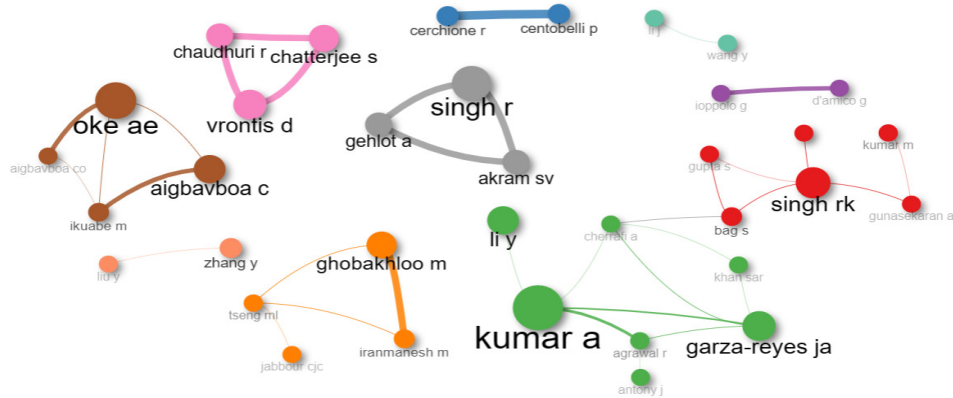 cerchione r
centobelli p
li j
wang y
chaudhuri r
chatterjee s
vrontis d
ioppolo g
d'amico g
oke ae
aigbavboa co
aigbavboa c
ikuabe m
singh r
gehlot a
akram sv
kumar m
gupta s
singh rk
gunasekaran a
bag s
liu y
zhang y
ghobakhloo m
tseng ml
iranmanesh m
jabbour cjc
li y
cherrafi a
khan sar
kumar a
agrawal r
garza-reyes ja
antony j